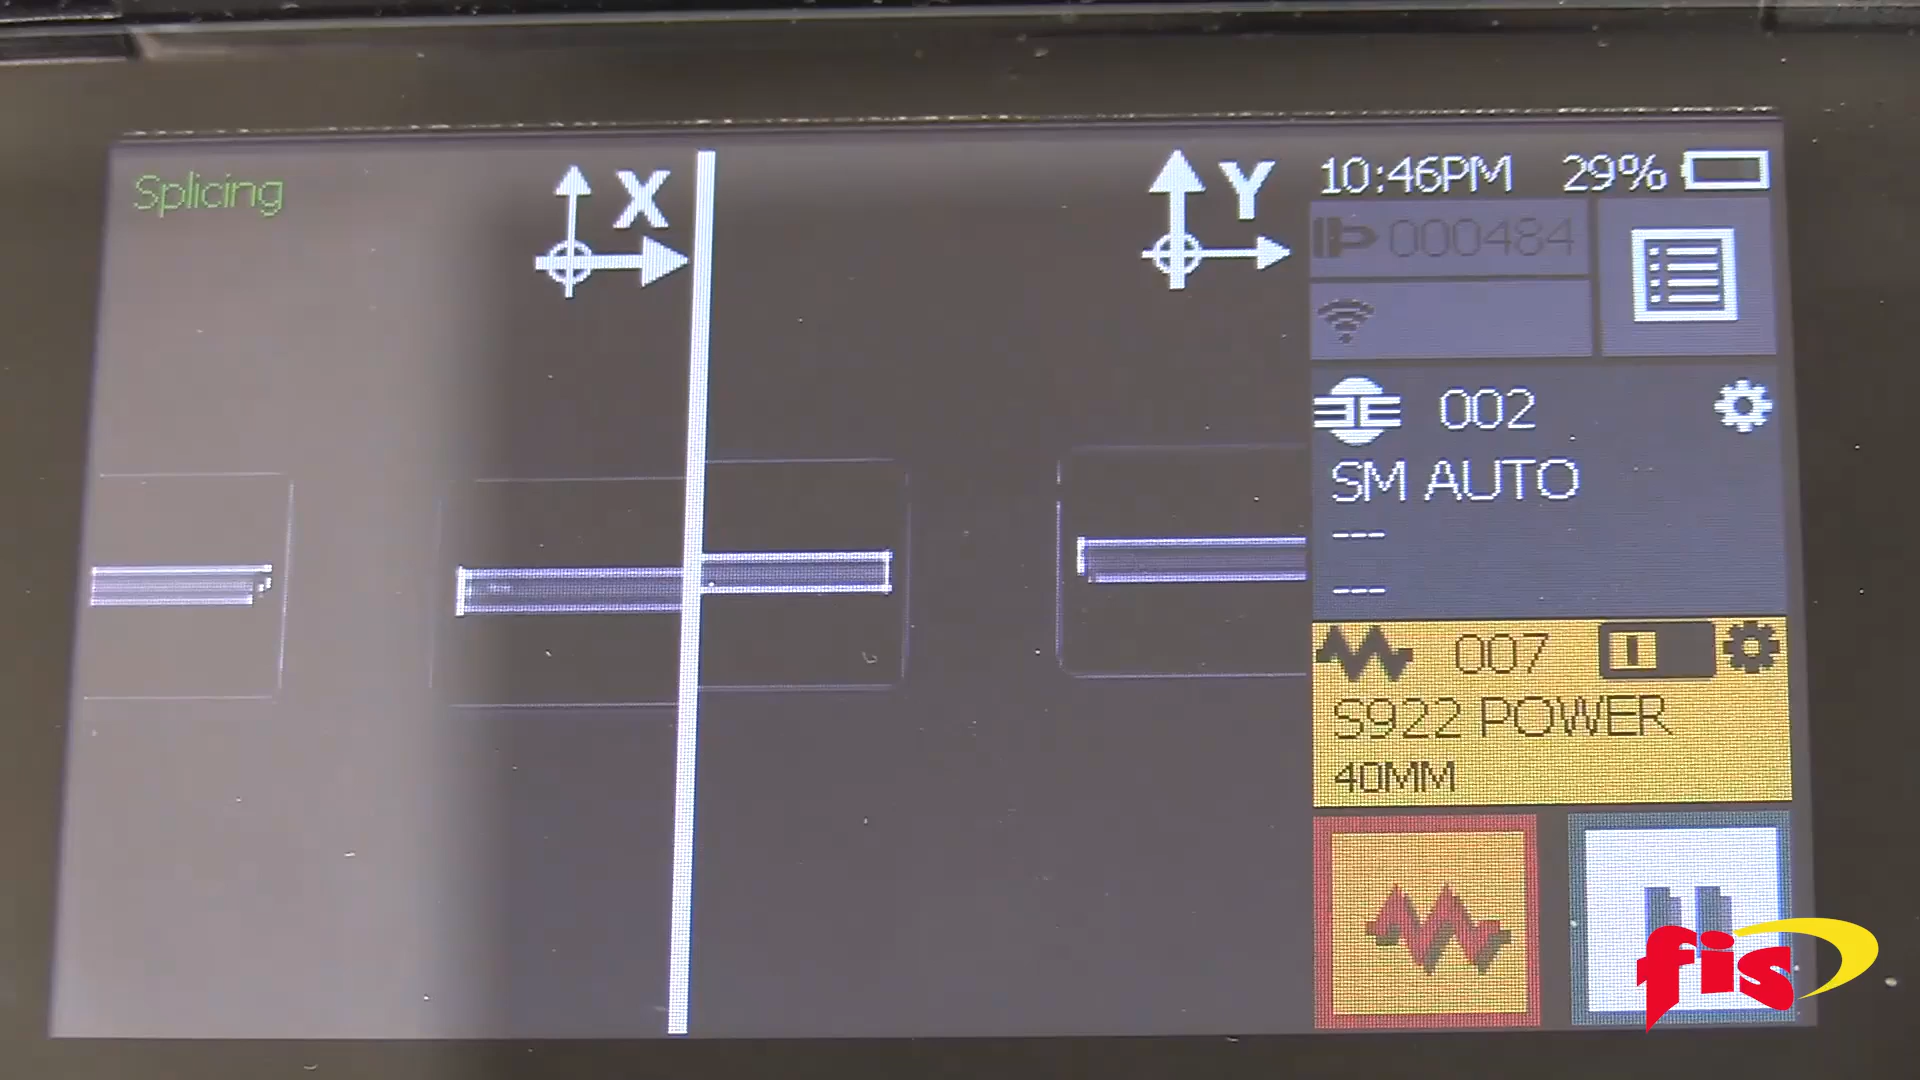 Splicing
X
Y
10:46PM 29%
000484
002
SM AUTO
---
---
007
S922 POWER
40MM
fis